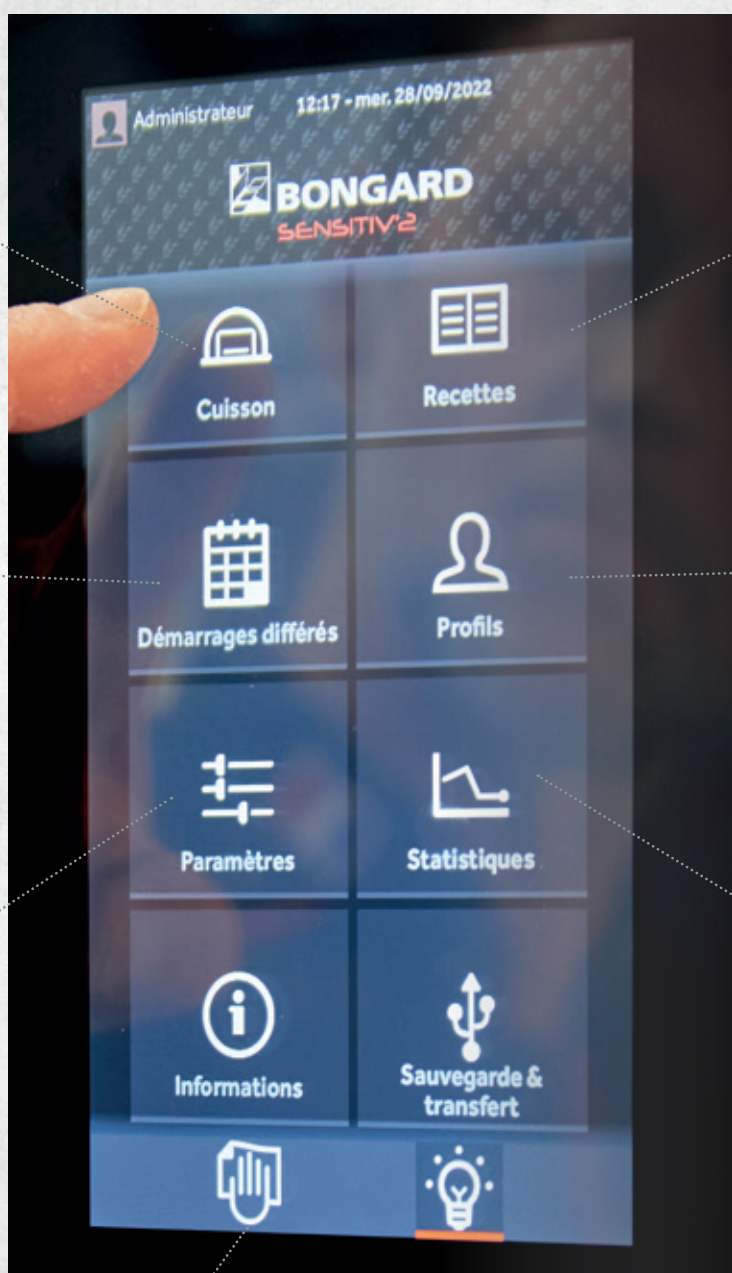 Administrateur
12:17 - mer. 28/09/2022
BONGARD
SENSITIV'2
Cuisson
Recettes
Démarrages différés
Profils
Paramètres
Statistiques
Informations
Sauvegarde &
transfert